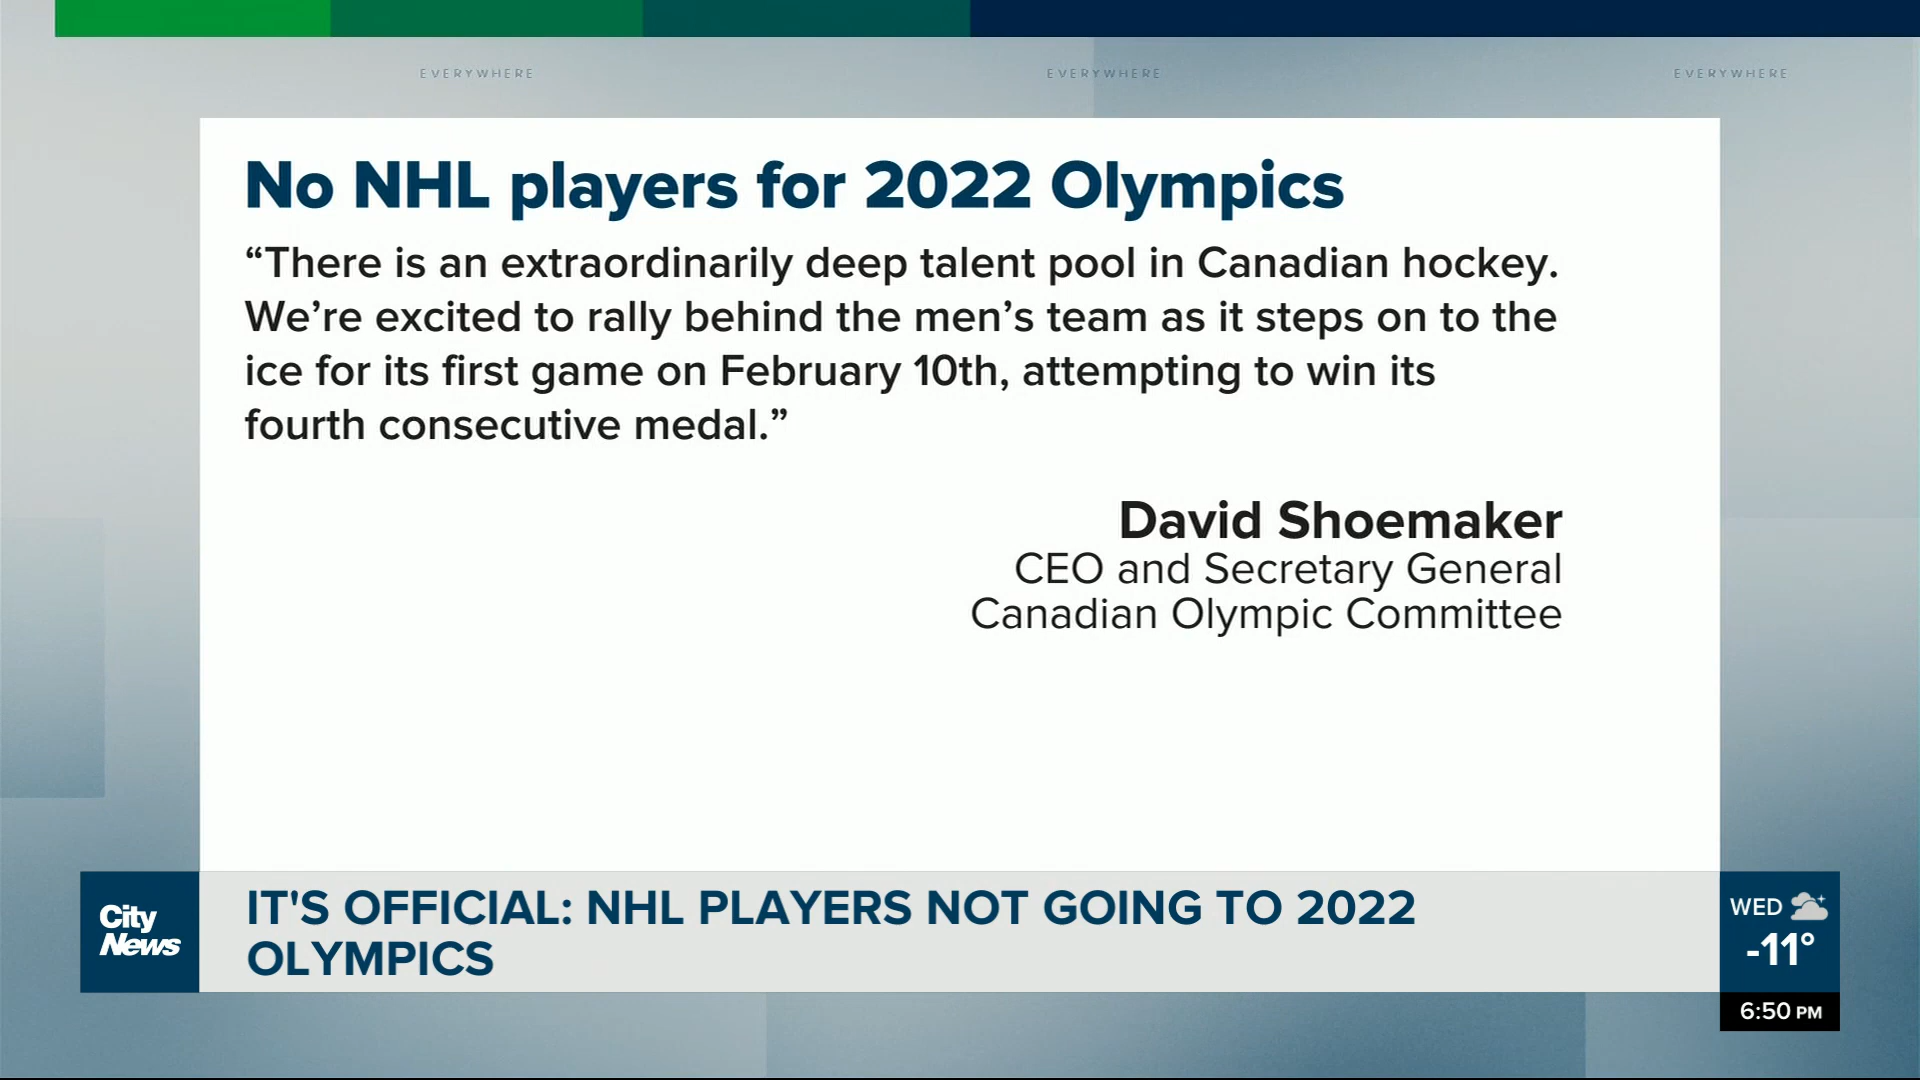 EVERYWHERE EVERYWHERE EVERYWHERE
No NHL players for 2022 Olympics
“There is an extraordinarily deep talent pool in Canadian hockey.
We’re excited to rally behind the men’s team as it steps on to the
ice for its first game on February 10th, attempting to win its
fourth consecutive medal.”
David Shoemaker
CEO and Secretary General
Canadian Olympic Committee
City
News
IT'S OFFICIAL: NHL PLAYERS NOT GOING TO 2022
OLYMPICS
WED
-11°
6:50 PM